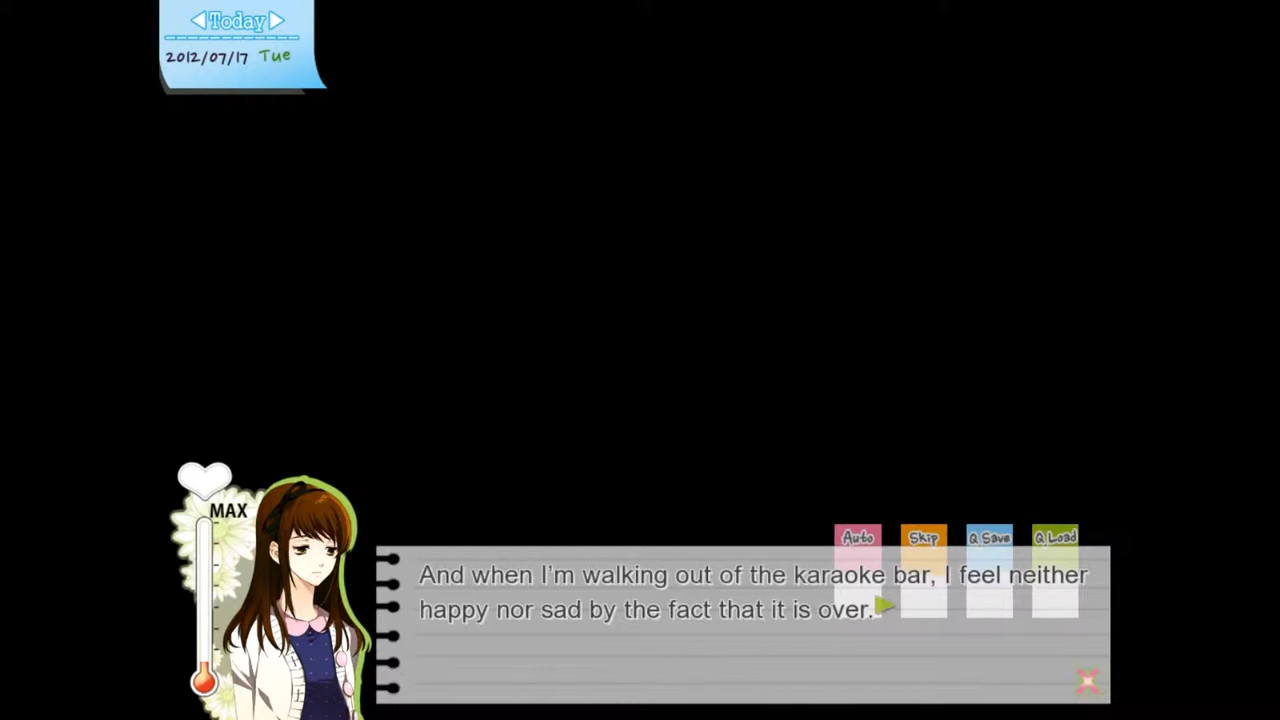 Today
2012/07/17 Tue
MAX
Auto
Skip
Q Save
Q Load
And when I'm walking out of the karaoke bar, I feel neither
happy nor sad by the fact that it is over.